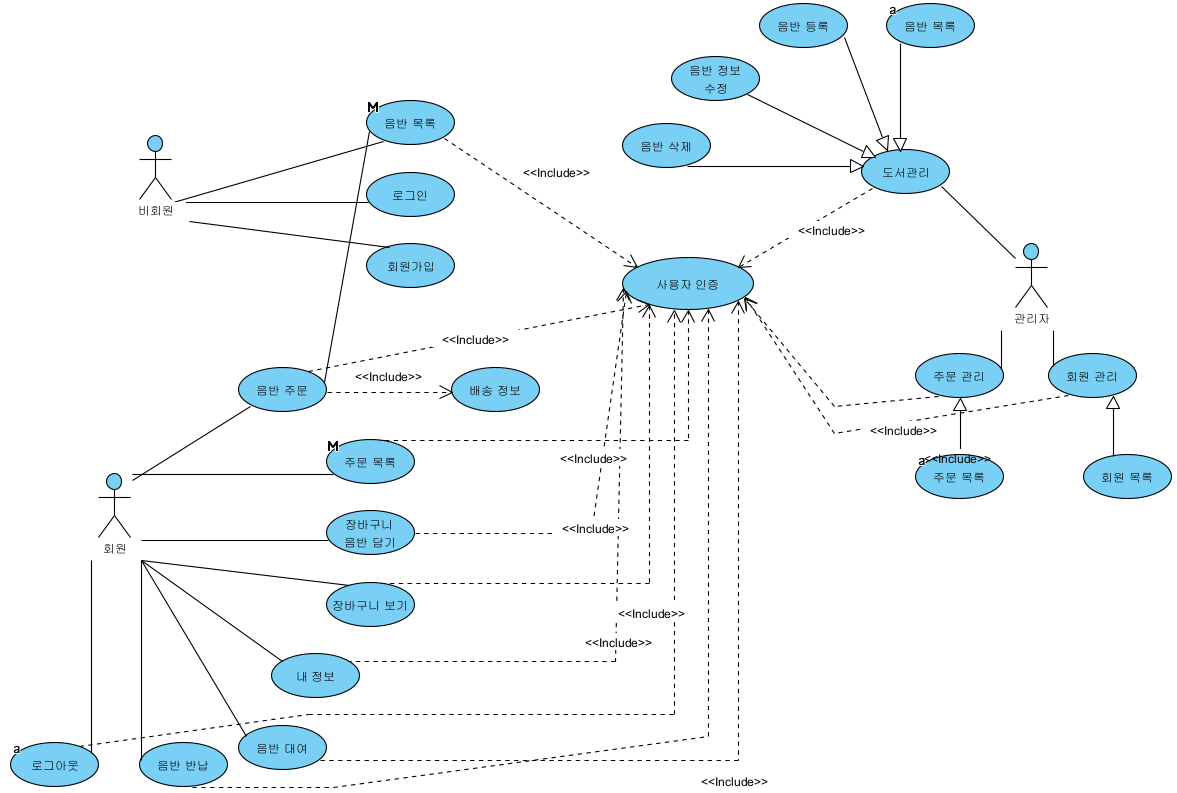 음반 등록
a
음반 목록
음반 정보
수정
M
음반 목록
음반 삭제
도서관리
<<Include>>
로그인
비회원
<<Include>>
회원가입
사용자 인증
관리자
<<Include>>
<<Include>>
음반 주문
배송 정보
주문 관리
회원 관리
<<Include>>
M
주문 목록
<<Include>>
a
<<Include>>
주문 목록
회원 목록
장바구니
음반 담기
<<Include>>
회원
장바구니 보기
<<Include>>
<<Include>>
내 정보
a
로그아웃
음반 대여
음반 반납
<<Include>>